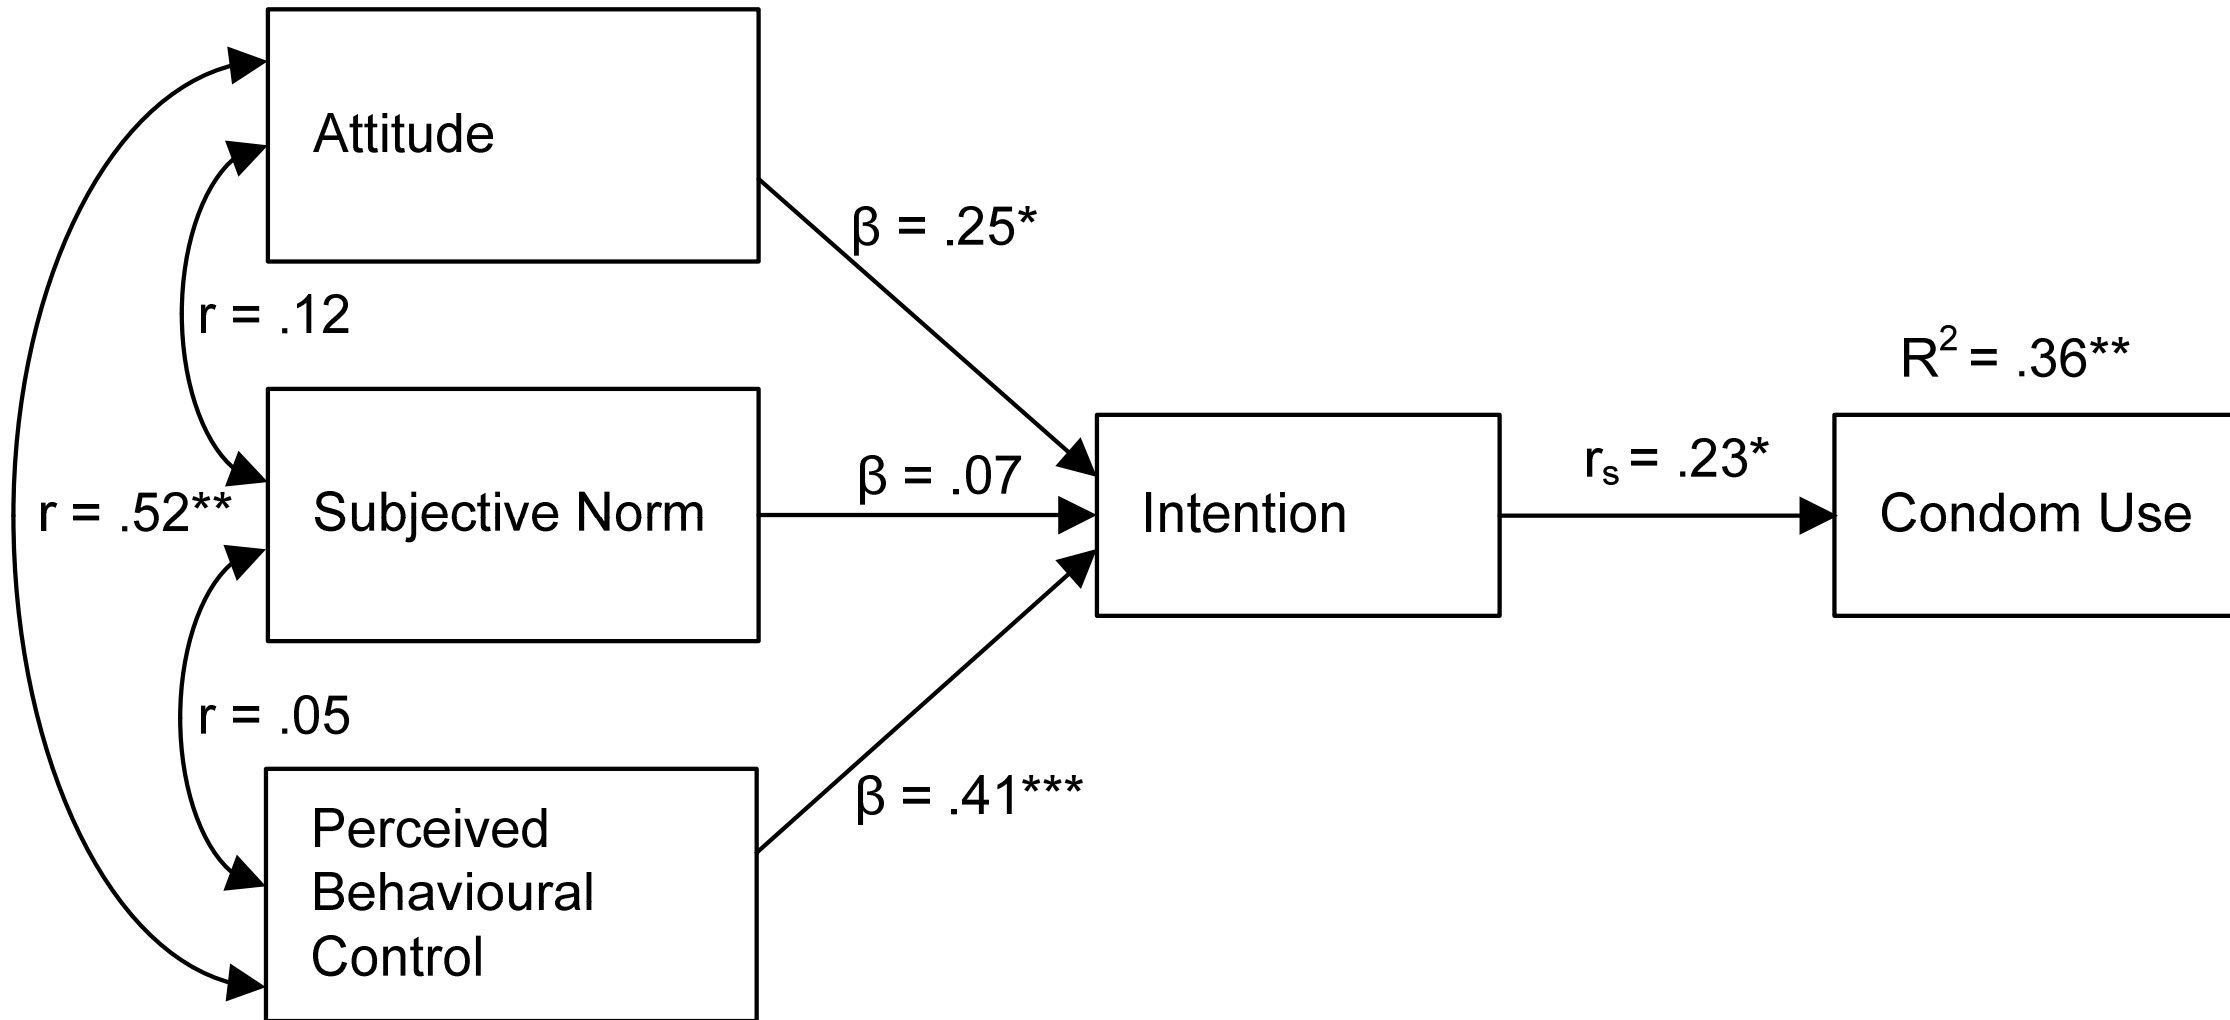 Attitude
β = .25*
r = .12
R² = .36**
β = .07
rₛ = .23*
r = .52**
Subjective Norm
Intention
Condom Use
r = .05
β = .41***
Perceived
Behavioural
Control